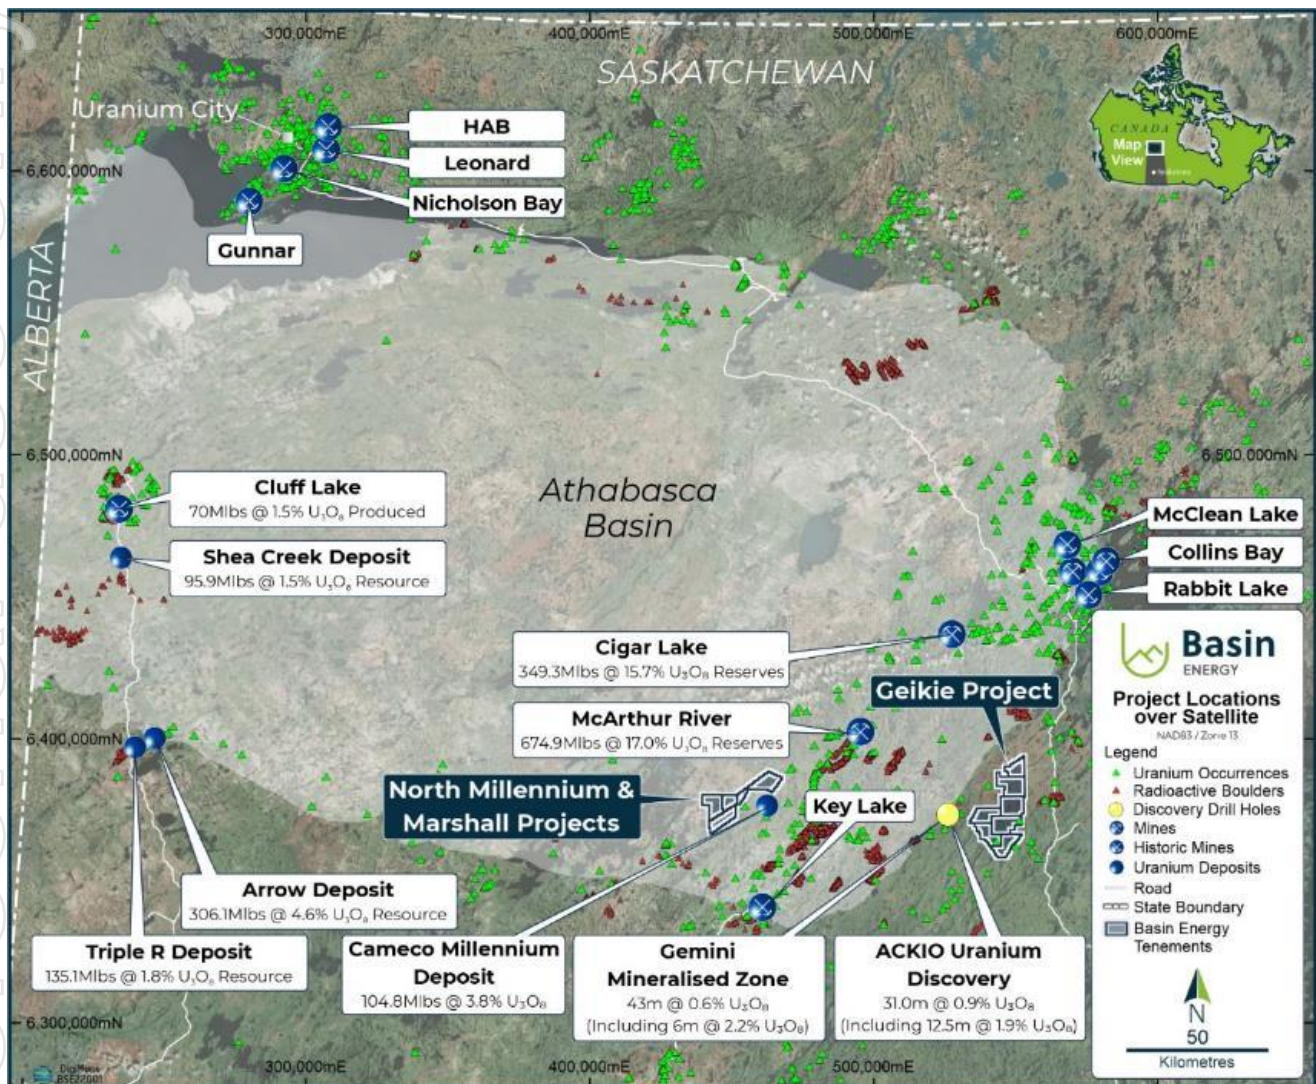 300,000mE
400,000mE
500,000mE
600,000mE
SASKATCHEWAN
CANADA
Map
View
Uranium City
HAB
Leonard
Nicholson Bay
Gunnar
6,600,000mN
ALBERTA
6,500,000mN
6,500,000mN
Athabasca
Basin
Cluff Lake
70Mlbs @ 1.5% U₃O₈ Produced
Shea Creek Deposit
95.9Mlbs @ 1.5% U₃O₈ Resource
McClean Lake
Collins Bay
Rabbit Lake
Cigar Lake
349.3Mlbs @ 15.7% U₃O₈ Reserves
Geikie Project
McArthur River
674.9Mlbs @ 17.0% U₃O₈ Reserves
6,400,000mN
North Millennium &
Marshall Projects
Key Lake
Arrow Deposit
306.1Mlbs @ 4.6% U₃O₈ Resource
Triple R Deposit
135.1Mlbs @ 1.8% U₃O₈ Resource
Cameco Millennium
Deposit
104.8Mlbs @ 3.8% U₃O₈
Gemini
Mineralised Zone
43m @ 0.6% U₃O₈
(Including 6m @ 2.2% U₃O₈)
ACKIO Uranium
Discovery
31.0m @ 0.9% U₃O₈
(Including 12.5m @ 1.9% U₃O₈)
6,300,000mN
300,000mE
400,000mE
500,000mE
Basin
ENERGY
Project Locations
over Satellite
NAD83 / Zone 13
Legend
Uranium Occurrences
Radioactive Boulders
Discovery Drill Holes
Mines
Historic Mines
Uranium Deposits
Road
State Boundary
Basin Energy
Tenements
N
50
Kilometres
DigiMaps
BSE22001